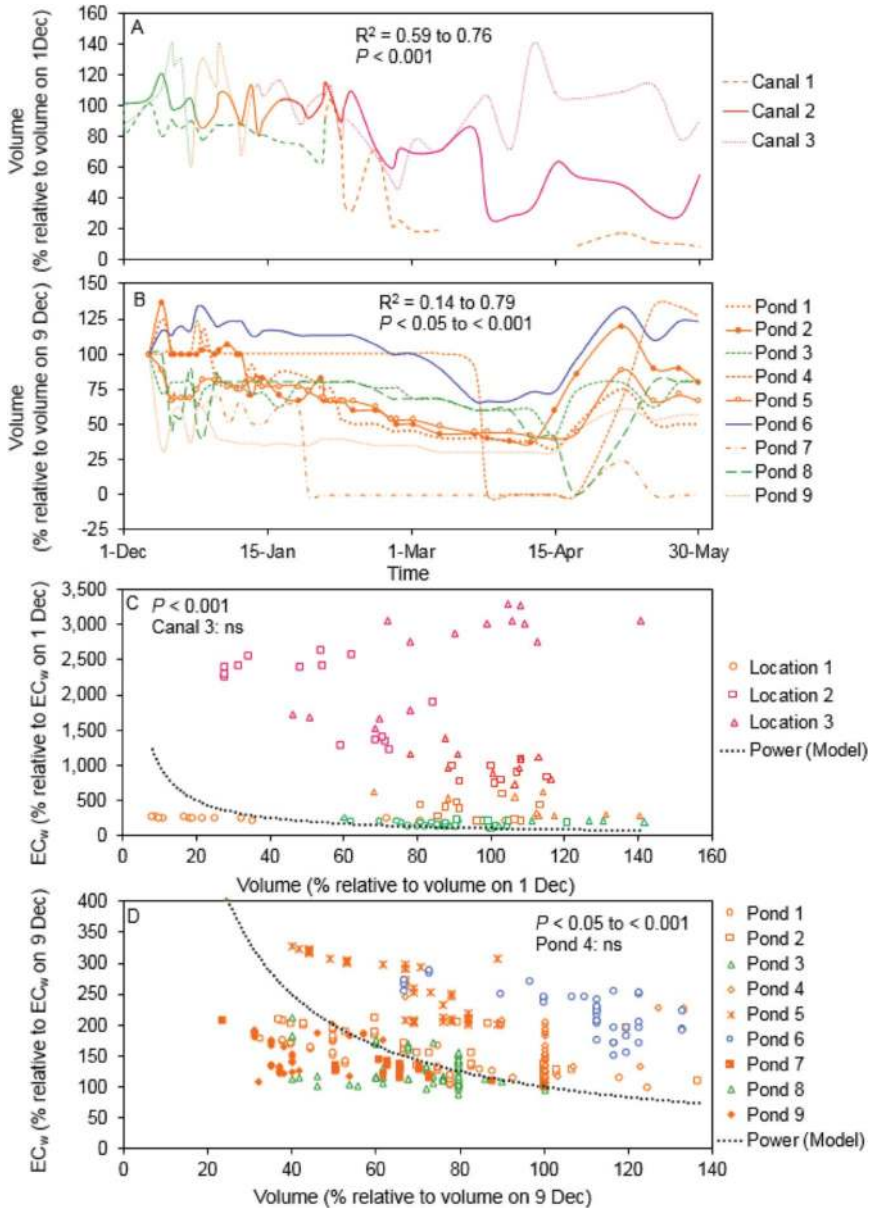 A
R² = 0.59 to 0.76
P < 0.001
Volume
(% relative to volume on 1Dec)
160
140
120
100
80
60
40
20
0
Canal 1
Canal 2
Canal 3
B
R² = 0.14 to 0.79
P < 0.05 to < 0.001
Volume
(% relative to volume on 9 Dec)
150
125
100
75
50
25
0
-25
1-Dec
15-Jan
1-Mar
15-Apr
30-May
Time
Pond 1
Pond 2
Pond 3
Pond 4
Pond 5
Pond 6
Pond 7
Pond 8
Pond 9
C
P < 0.001
Canal 3: ns
ECw (% relative to ECw on 1 Dec)
3,500
3,000
2,500
2,000
1,500
1,000
500
0
0
20
40
60
80
100
120
140
160
Volume (% relative to volume on 1 Dec)
Location 1
Location 2
Location 3
Power (Model)
D
P < 0.05 to < 0.001
Pond 4: ns
ECw (% relative to ECw on 9 Dec)
400
350
300
250
200
150
100
50
0
0
20
40
60
80
100
120
140
Volume (% relative to volume on 9 Dec)
Pond 1
Pond 2
Pond 3
Pond 4
Pond 5
Pond 6
Pond 7
Pond 8
Pond 9
Power (Model)